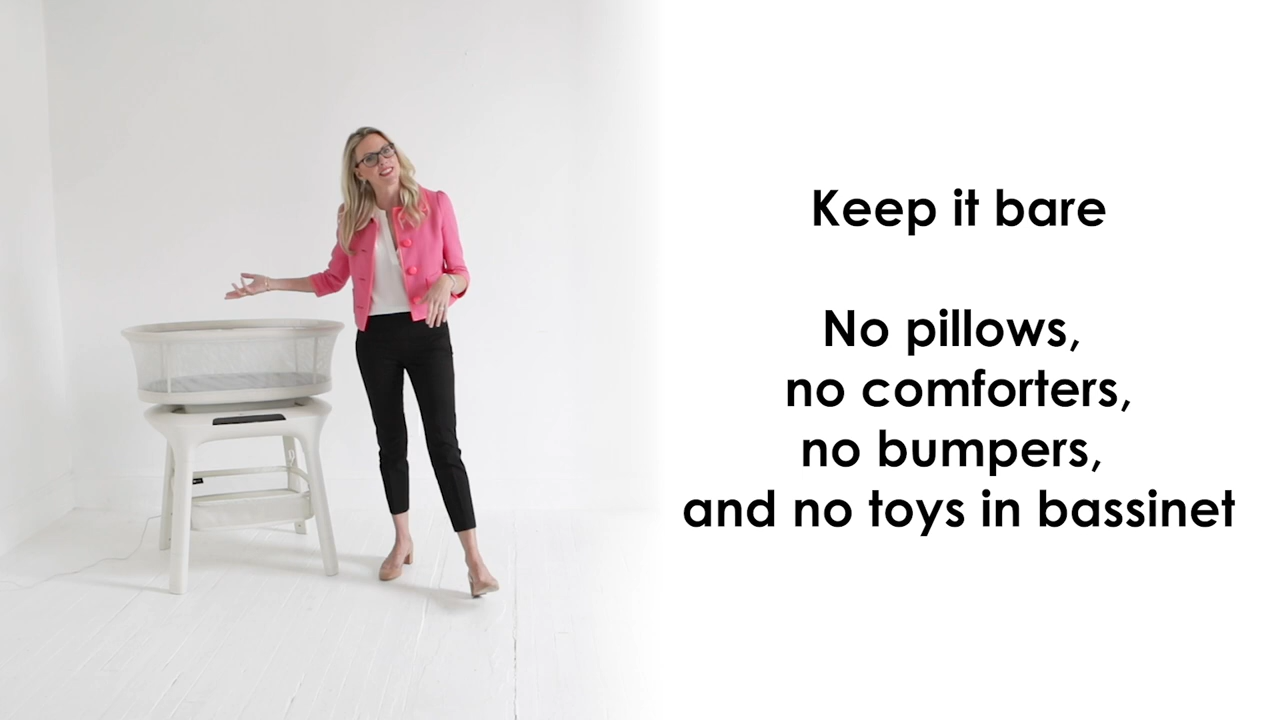 Keep it bare
No pillows,
no comforters,
no bumpers,
and no toys in bassinet